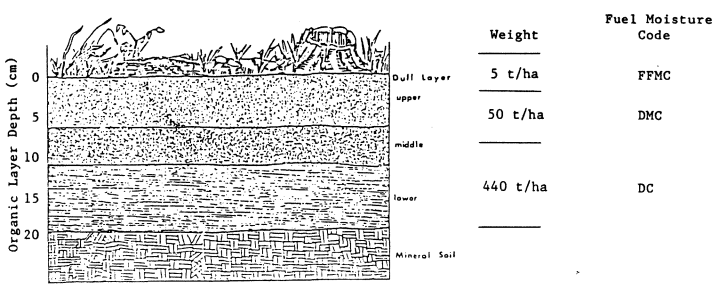 Fuel Moisture
Weight Code
Organic Layer Depth (cm)
0 Duff Layer 5 t/ha FFMC
upper
5 50 t/ha DMC
middle
10
440 t/ha DC
15 lower
20
Mineral Soil